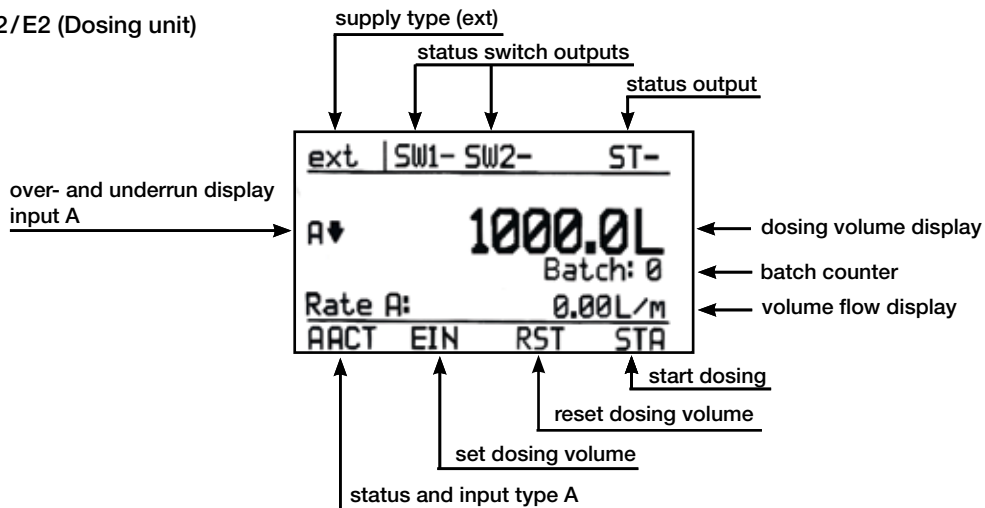 2/E2 (Dosing unit)
supply type (ext)
status switch outputs
status output
ext SW1- SW2- ST-
over- and underrun display
input A
A 1000.0L
dosing volume display
Batch: 0
batch counter
Rate A: 0.00L/m
volume flow display
AACT EIN RST STA
start dosing
reset dosing volume
set dosing volume
status and input type A